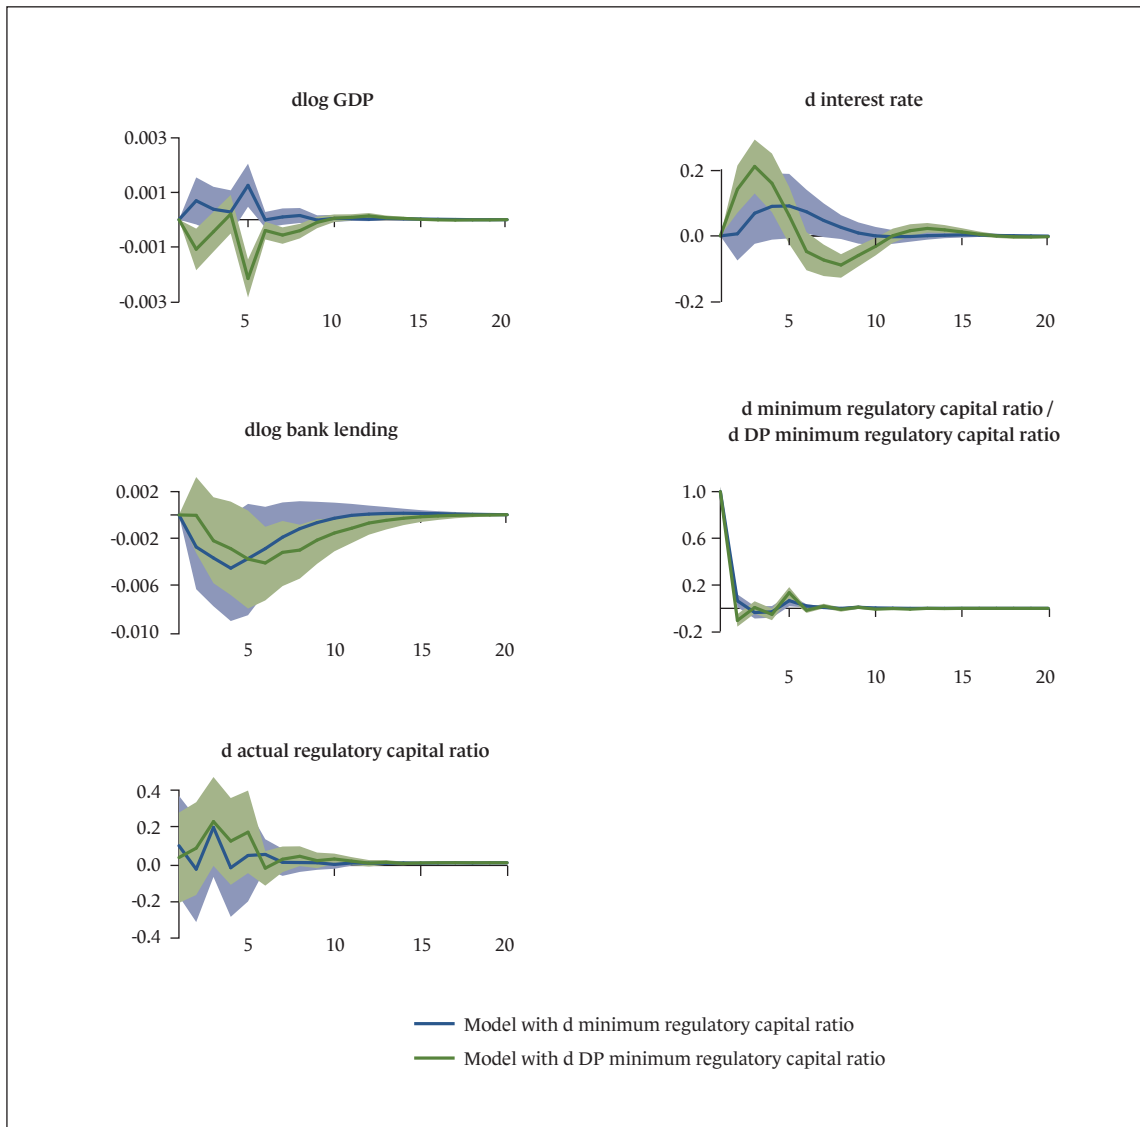 dlog GDP
0.003
0.001
-0.001
-0.003
5 10 15 20
d interest rate
0.2
0.0
-0.2
5 10 15 20
dlog bank lending
0.002
-0.002
-0.006
-0.010
5 10 15 20
d minimum regulatory capital ratio /
d DP minimum regulatory capital ratio
1.0
0.6
0.2
-0.2
5 10 15 20
d actual regulatory capital ratio
0.4
0.2
0.0
-0.2
-0.4
5 10 15 20
Model with d minimum regulatory capital ratio
Model with d DP minimum regulatory capital ratio